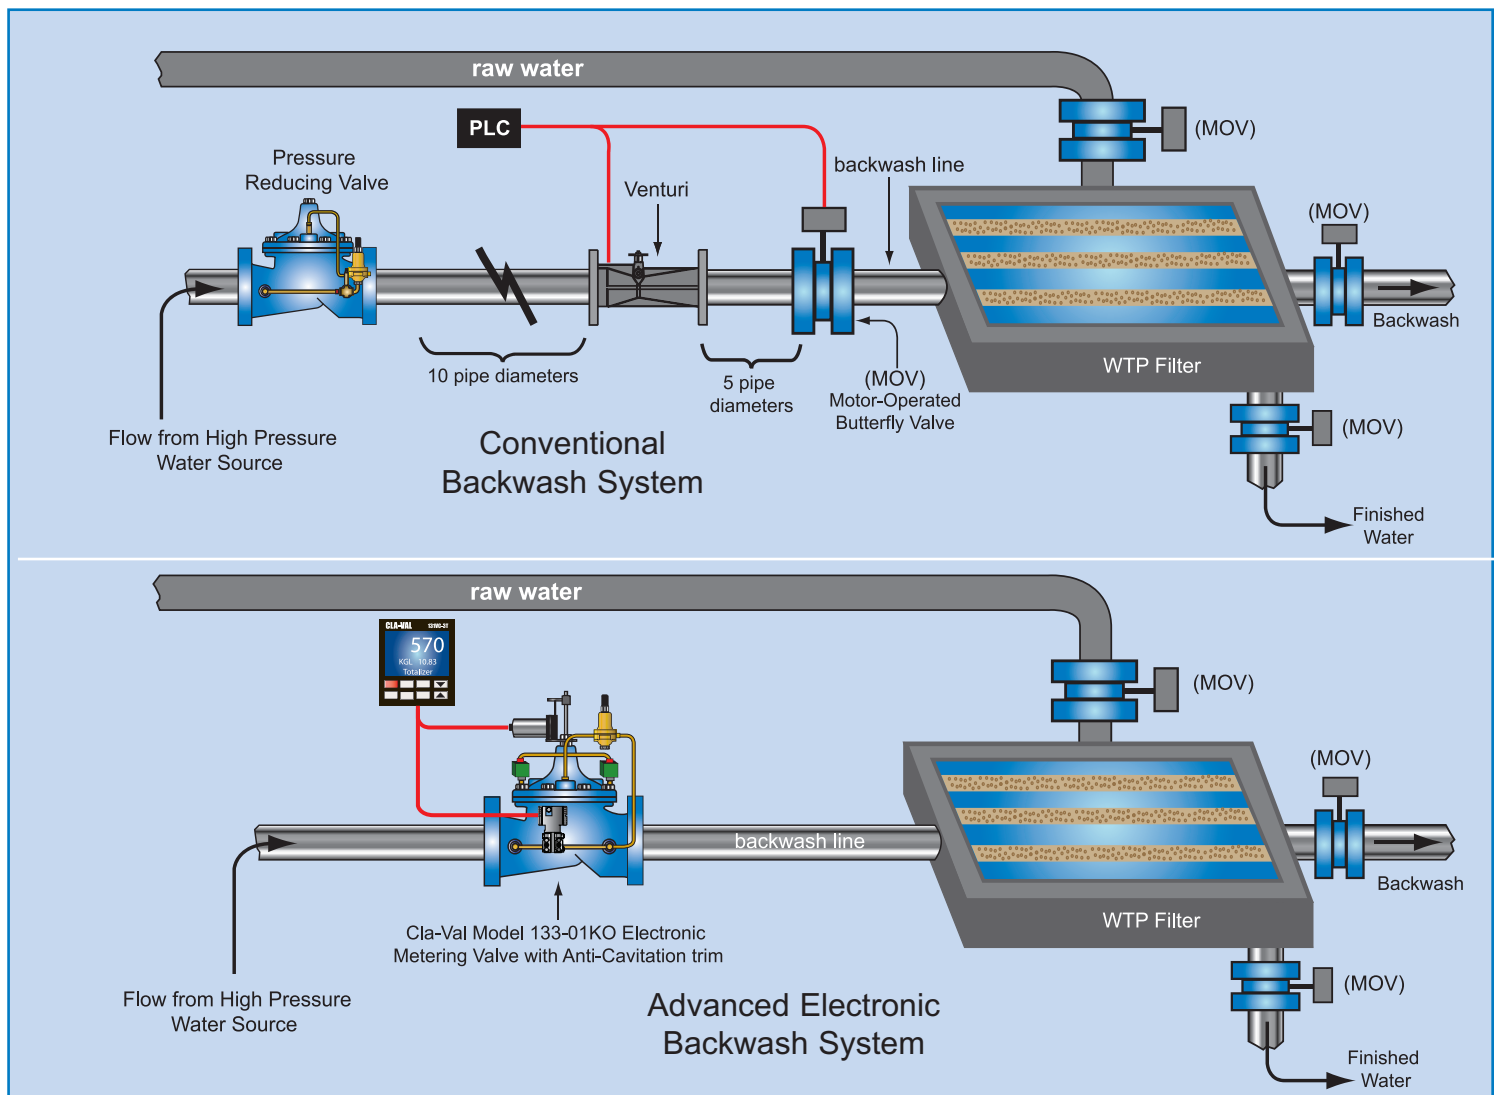 raw water
PLC
(MOV)
Pressure
Reducing Valve
Venturi
backwash line
(MOV)
Backwash
10 pipe diameters
5 pipe
diameters
(MOV)
Motor-Operated
Butterfly Valve
WTP Filter
(MOV)
Flow from High Pressure
Water Source
Conventional
Backwash System
Finished
Water
raw water
CLA-VAL 131VC-3T
570
KGL 10.83
Totalizer
(MOV)
(MOV)
backwash line
Backwash
WTP Filter
Cla-Val Model 133-01KO Electronic
Metering Valve with Anti-Cavitation trim
(MOV)
Flow from High Pressure
Water Source
Advanced Electronic
Backwash System
Finished
Water